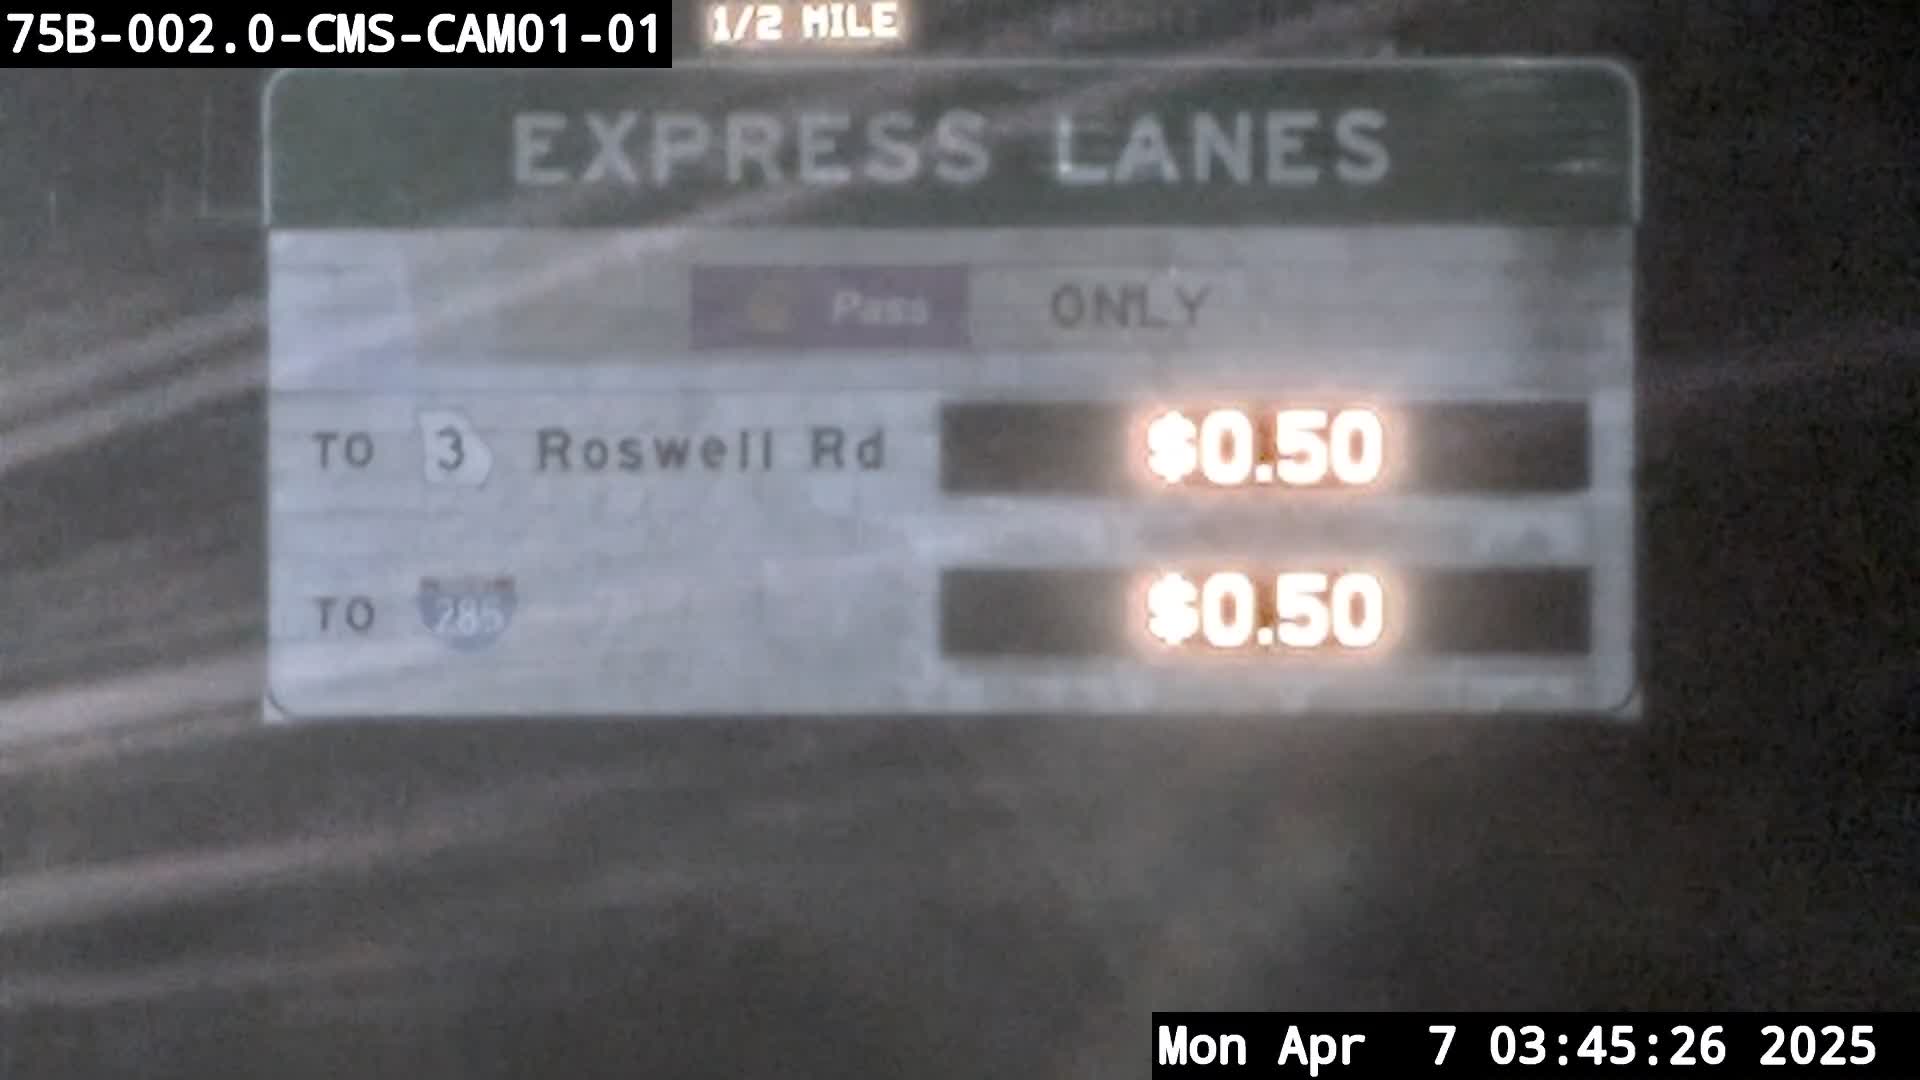 75B-002.0-CMS-CAM01-01
1/2 MILE
EXPRESS LANES
Pass ONLY
TO 3 Roswell Rd $0.50
TO 285 $0.50
Mon Apr 7 03:45:26 2025